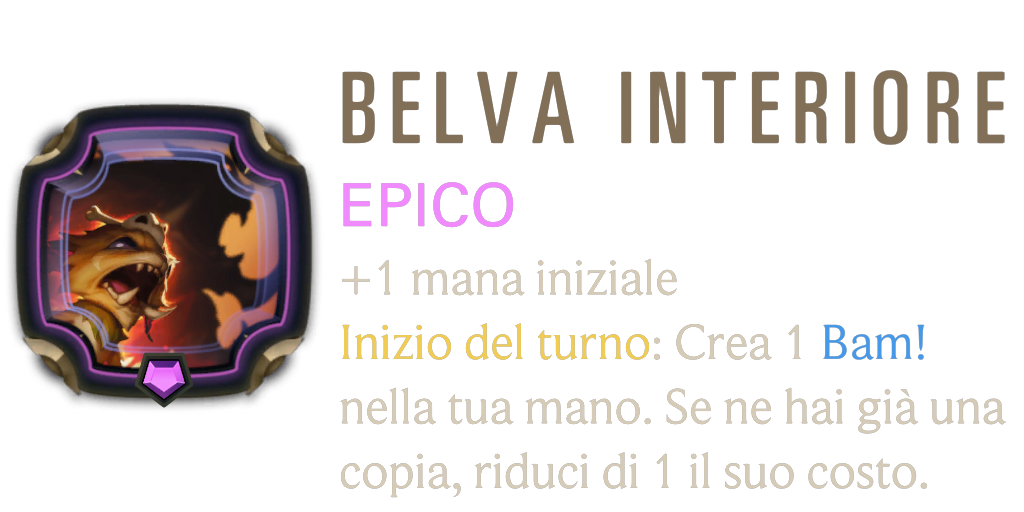 BELVA INTERIORE
EPICO
+1 mana iniziale
Inizio del turno: Crea 1 Bam!
nella tua mano. Se ne hai già una
copia, riduci di 1 il suo costo.